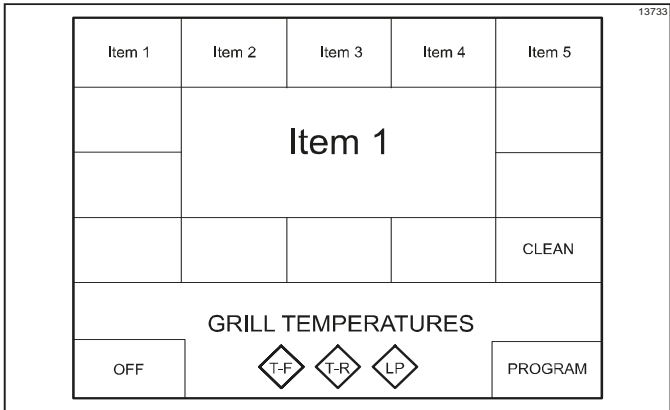 13733
Item 1 Item 2 Item 3 Item 4 Item 5
Item 1
CLEAN
GRILL TEMPERATURES
OFF T-F T-R LP PROGRAM